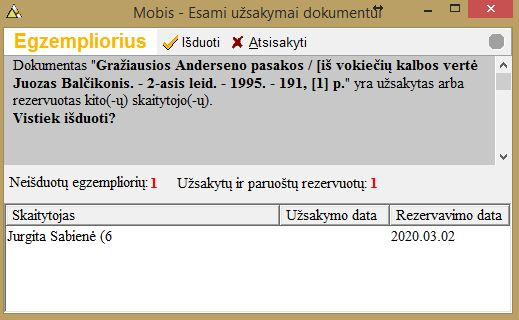 Mobis - Esami užsakymai dokumentui
Egzempliorius Išduoti Atsisakyti
Dokumentas "Gražiausios Anderseno pasakos / [iš vokiečių kalbos vertė
Juozas Balčikonis. - 2-asis leid. - 1995. - 191, [1] p." yra užsakytas arba
rezervuotas kito(-ų) skaitytojo(-ų).
Vistiek išduoti?
Neišduotų egzempliorių: 1 Užsakytų ir paruoštų rezervuotų: 1
Skaitytojas Užsakymo data Rezervavimo data
Jurgita Sabienė (6 2020.03.02